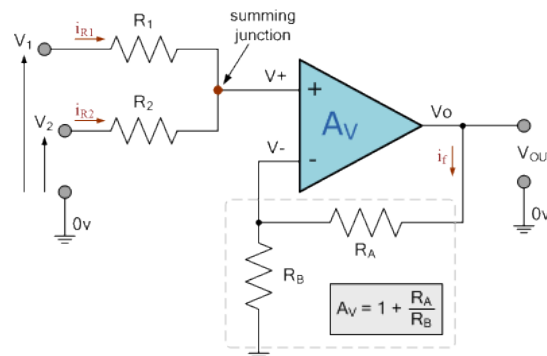 summing
junction
V1
iR1
R1
V2
iR2
R2
0v
V+
+
AV
V-
-
Vo
if
VOU
0v
RA
RB
AV = 1 + RA
RB